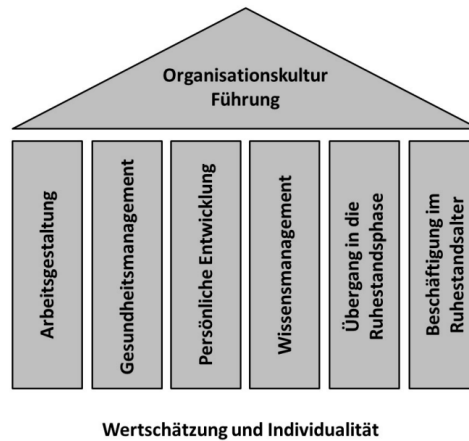 Organisationskultur
Führung
Arbeitsgestaltung
Gesundheitsmanagement
Persönliche Entwicklung
Wissensmanagement
Übergang in die
Ruhestandsphase
Beschäftigung im
Ruhestandsalter
Wertschätzung und Individualität